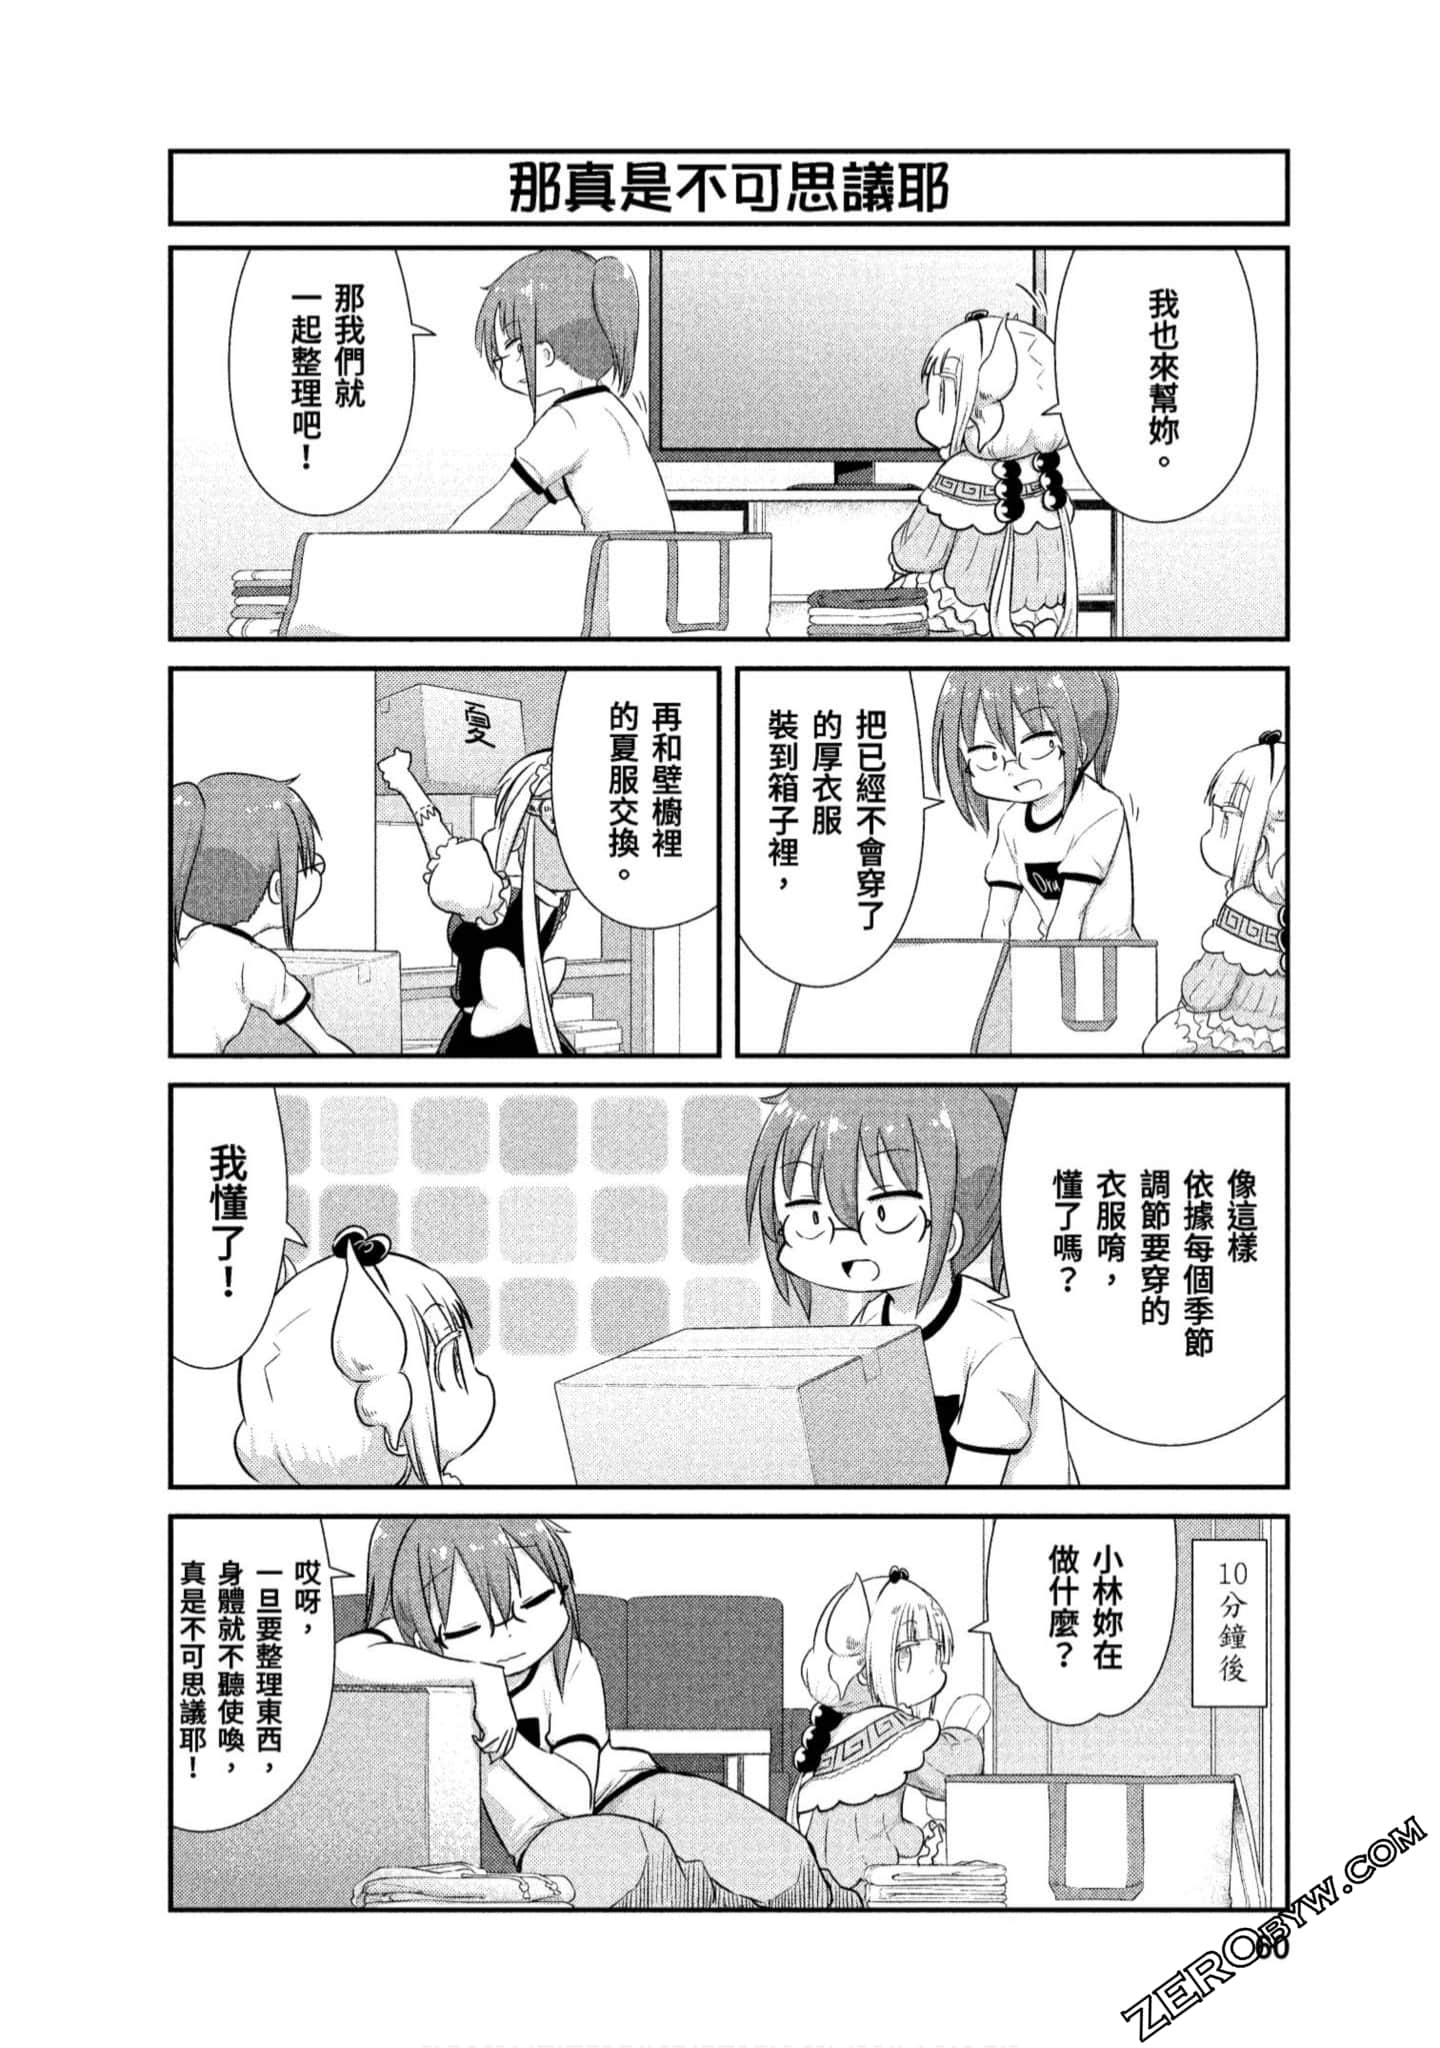 那真是不可思議耶
我也來幫妳。
那我們就
一起整理吧！
把已經不會穿了
的厚衣服
裝到箱子裡，
Dra
再和壁櫥裡
的夏服交換。
夏
像這樣
依據每個季節
調節要穿的
衣服唷，
懂了嗎？
我懂了！
10分鐘後
小林妳在
做什麼？
哎呀，
一旦要整理東西，
身體就不聽使喚，
真是不可思議耶！
60
ZEROBYW.COM